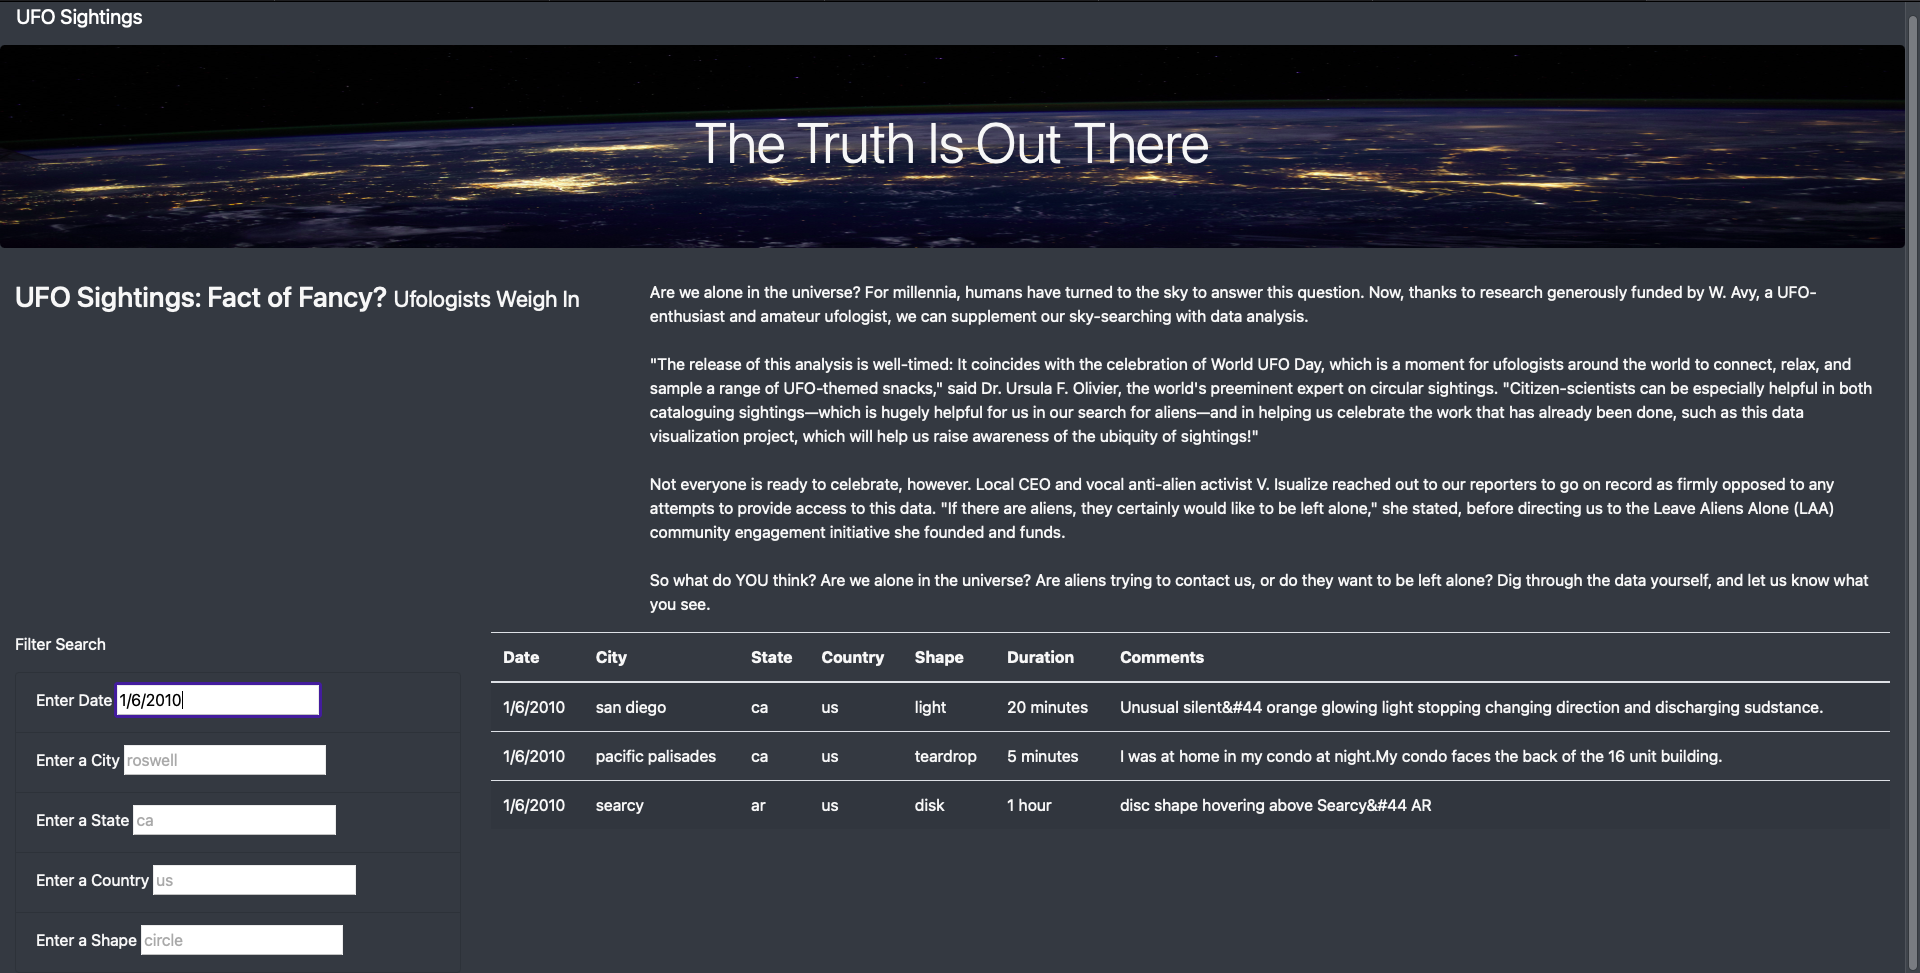 UFO Sightings
The Truth Is Out There
UFO Sightings: Fact of Fancy? Ufologists Weigh In
Are we alone in the universe? For millennia, humans have turned to the sky to answer this question. Now, thanks to research generously funded by W. Avy, a UFO-
enthusiast and amateur ufologist, we can supplement our sky-searching with data analysis.
"The release of this analysis is well-timed: It coincides with the celebration of World UFO Day, which is a moment for ufologists around the world to connect, relax, and
sample a range of UFO-themed snacks," said Dr. Ursula F. Olivier, the world's preeminent expert on circular sightings. "Citizen-scientists can be especially helpful in both
cataloguing sightings—which is hugely helpful for us in our search for aliens—and in helping us celebrate the work that has already been done, such as this data
visualization project, which will help us raise awareness of the ubiquity of sightings!"
Not everyone is ready to celebrate, however. Local CEO and vocal anti-alien activist V. Isualize reached out to our reporters to go on record as firmly opposed to any
attempts to provide access to this data. "If there are aliens, they certainly would like to be left alone," she stated, before directing us to the Leave Aliens Alone (LAA)
community engagement initiative she founded and funds.
So what do YOU think? Are we alone in the universe? Are aliens trying to contact us, or do they want to be left alone? Dig through the data yourself, and let us know what
you see.
Filter Search
Enter Date 1/6/2010
Enter a City roswell
Enter a State ca
Enter a Country us
Enter a Shape circle
Date City State Country Shape Duration Comments
1/6/2010 san diego ca us light 20 minutes Unusual silent&#44 orange glowing light stopping changing direction and discharging sudstance.
1/6/2010 pacific palisades ca us teardrop 5 minutes I was at home in my condo at night.My condo faces the back of the 16 unit building.
1/6/2010 searcy ar us disk 1 hour disc shape hovering above Searcy&#44 AR